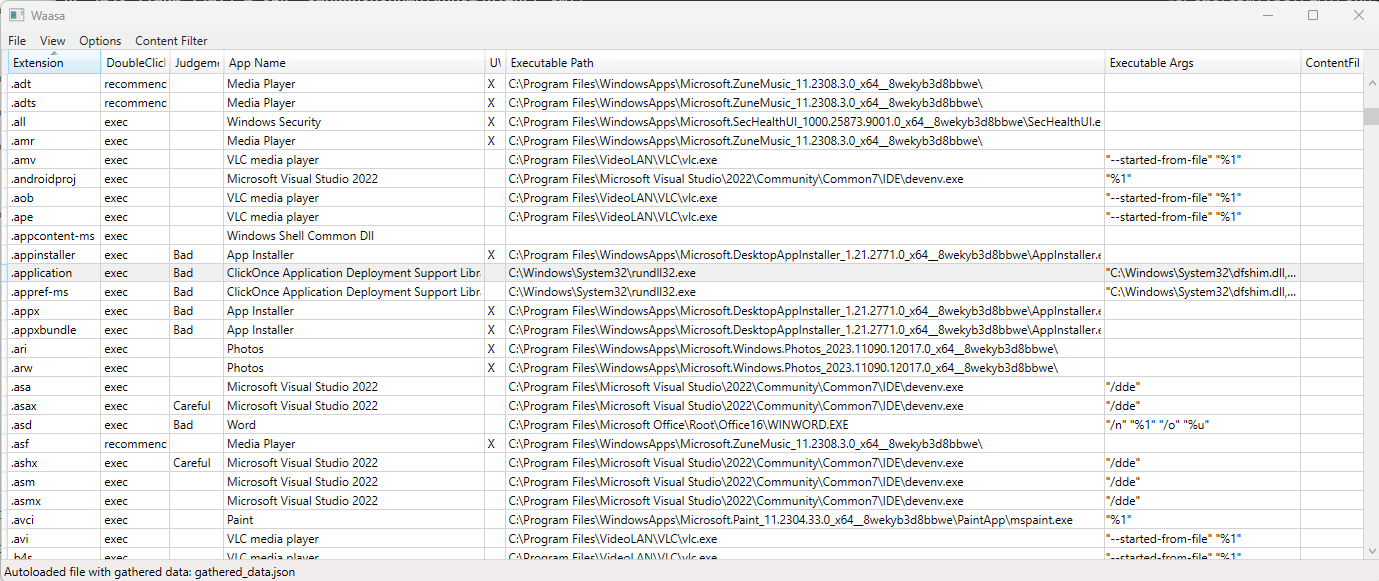 Waasa
File View Options Content Filter
Extension DoubleClic Judgeme App Name U\ Executable Path Executable Args ContentFil
.adt recommend Media Player X C:\Program Files\WindowsApps\Microsoft.ZuneMusic_11.2308.3.0_x64__8wekyb3d8bbwe\
.adts recommend Media Player X C:\Program Files\WindowsApps\Microsoft.ZuneMusic_11.2308.3.0_x64__8wekyb3d8bbwe\
.all exec Windows Security X C:\Program Files\WindowsApps\Microsoft.SecHealthUI_1000.25873.9001.0_x64__8wekyb3d8bbwe\SecHealthUI.e
.amr exec Media Player X C:\Program Files\WindowsApps\Microsoft.ZuneMusic_11.2308.3.0_x64__8wekyb3d8bbwe\
.amv exec VLC media player C:\Program Files\VideoLAN\VLC\vlc.exe "--started-from-file" "%1"
.androidproj exec Microsoft Visual Studio 2022 C:\Program Files\Microsoft Visual Studio\2022\Community\Common7\IDE\devenv.exe "%1"
.aob exec VLC media player C:\Program Files\VideoLAN\VLC\vlc.exe "--started-from-file" "%1"
.ape exec VLC media player C:\Program Files\VideoLAN\VLC\vlc.exe "--started-from-file" "%1"
.appcontent-ms exec Windows Shell Common Dll
.appinstaller exec Bad App Installer X C:\Program Files\WindowsApps\Microsoft.DesktopAppInstaller_1.21.2771.0_x64__8wekyb3d8bbwe\AppInstaller.e
.application exec Bad ClickOnce Application Deployment Support Libra C:\Windows\System32\rundll32.exe "C:\Windows\System32\dfshim.dll,...
.appref-ms exec Bad ClickOnce Application Deployment Support Libra C:\Windows\System32\rundll32.exe "C:\Windows\System32\dfshim.dll,...
.appx exec Bad App Installer X C:\Program Files\WindowsApps\Microsoft.DesktopAppInstaller_1.21.2771.0_x64__8wekyb3d8bbwe\AppInstaller.e
.appxbundle exec Bad App Installer X C:\Program Files\WindowsApps\Microsoft.DesktopAppInstaller_1.21.2771.0_x64__8wekyb3d8bbwe\AppInstaller.e
.ari exec Photos X C:\Program Files\WindowsApps\Microsoft.Windows.Photos_2023.11090.12017.0_x64__8wekyb3d8bbwe\
.arw exec Photos X C:\Program Files\WindowsApps\Microsoft.Windows.Photos_2023.11090.12017.0_x64__8wekyb3d8bbwe\
.asa exec Microsoft Visual Studio 2022 C:\Program Files\Microsoft Visual Studio\2022\Community\Common7\IDE\devenv.exe "/dde"
.asax exec Careful Microsoft Visual Studio 2022 C:\Program Files\Microsoft Visual Studio\2022\Community\Common7\IDE\devenv.exe "/dde"
.asd exec Bad Word C:\Program Files\Microsoft Office\Root\Office16\WINWORD.EXE "/n" "%1" "/o" "%u"
.asf recommend Media Player X C:\Program Files\WindowsApps\Microsoft.ZuneMusic_11.2308.3.0_x64__8wekyb3d8bbwe\
.ashx exec Careful Microsoft Visual Studio 2022 C:\Program Files\Microsoft Visual Studio\2022\Community\Common7\IDE\devenv.exe "/dde"
.asm exec Microsoft Visual Studio 2022 C:\Program Files\Microsoft Visual Studio\2022\Community\Common7\IDE\devenv.exe "/dde"
.asmx exec Microsoft Visual Studio 2022 C:\Program Files\Microsoft Visual Studio\2022\Community\Common7\IDE\devenv.exe "/dde"
.avci exec Paint C:\Program Files\WindowsApps\Microsoft.Paint_11.2304.33.0_x64__8wekyb3d8bbwe\PaintApp\mspaint.exe "%1"
.avi exec VLC media player C:\Program Files\VideoLAN\VLC\vlc.exe "--started-from-file" "%1"
.b4s exec VLC media player C:\Program Files\VideoLAN\VLC\vlc.exe "--started-from-file" "%1"
Autoloaded file with gathered data: gathered_data.json